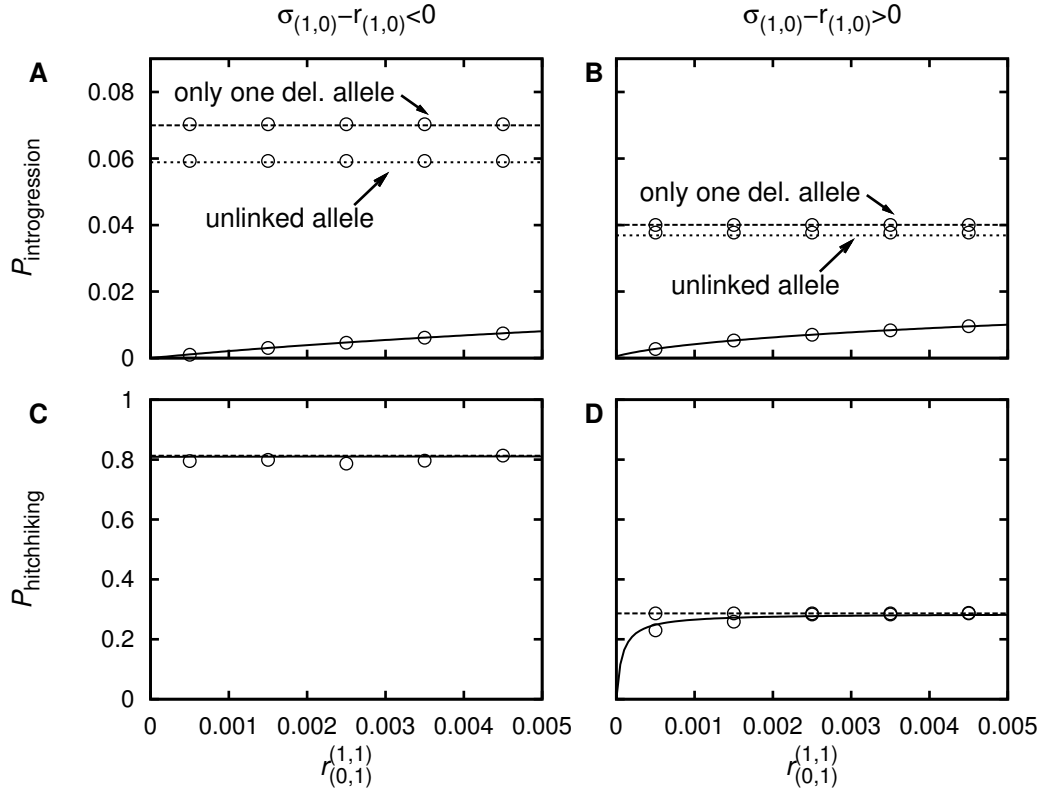 σ(1,0)−r(1,0)<0
σ(1,0)−r(1,0)>0
A
B
0.08
0.06
0.04
0.02
0
only one del. allele
unlinked allele
only one del. allele
unlinked allele
Pintrogression
C
D
1
0.8
0.6
0.4
0.2
0
Phitchhiking
0 0.001 0.002 0.003 0.004 0.005
0 0.001 0.002 0.003 0.004 0.005
r(0,1)(1,1)
r(0,1)(1,1)